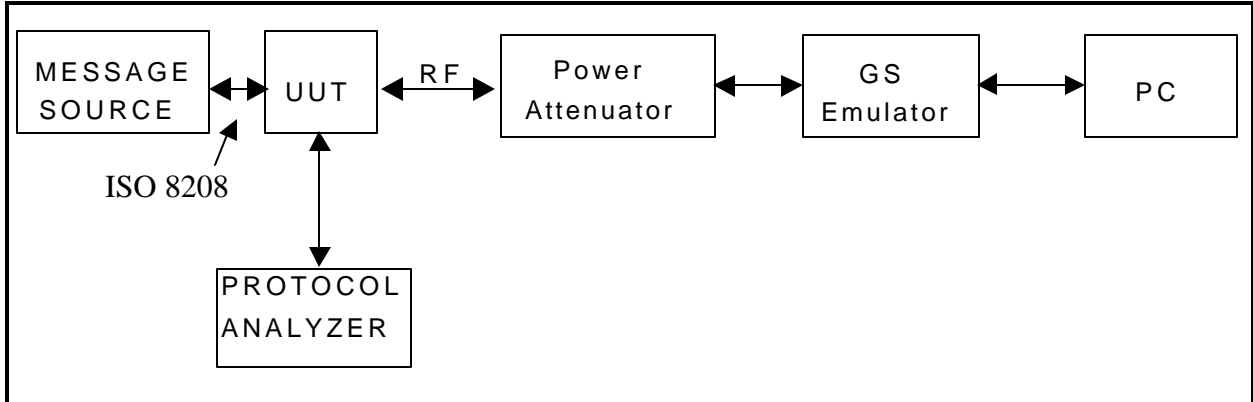 MESSAGE
SOURCE
UUT
RF
Power
Attenuator
GS
Emulator
PC
ISO 8208
PROTOCOL
ANALYZER